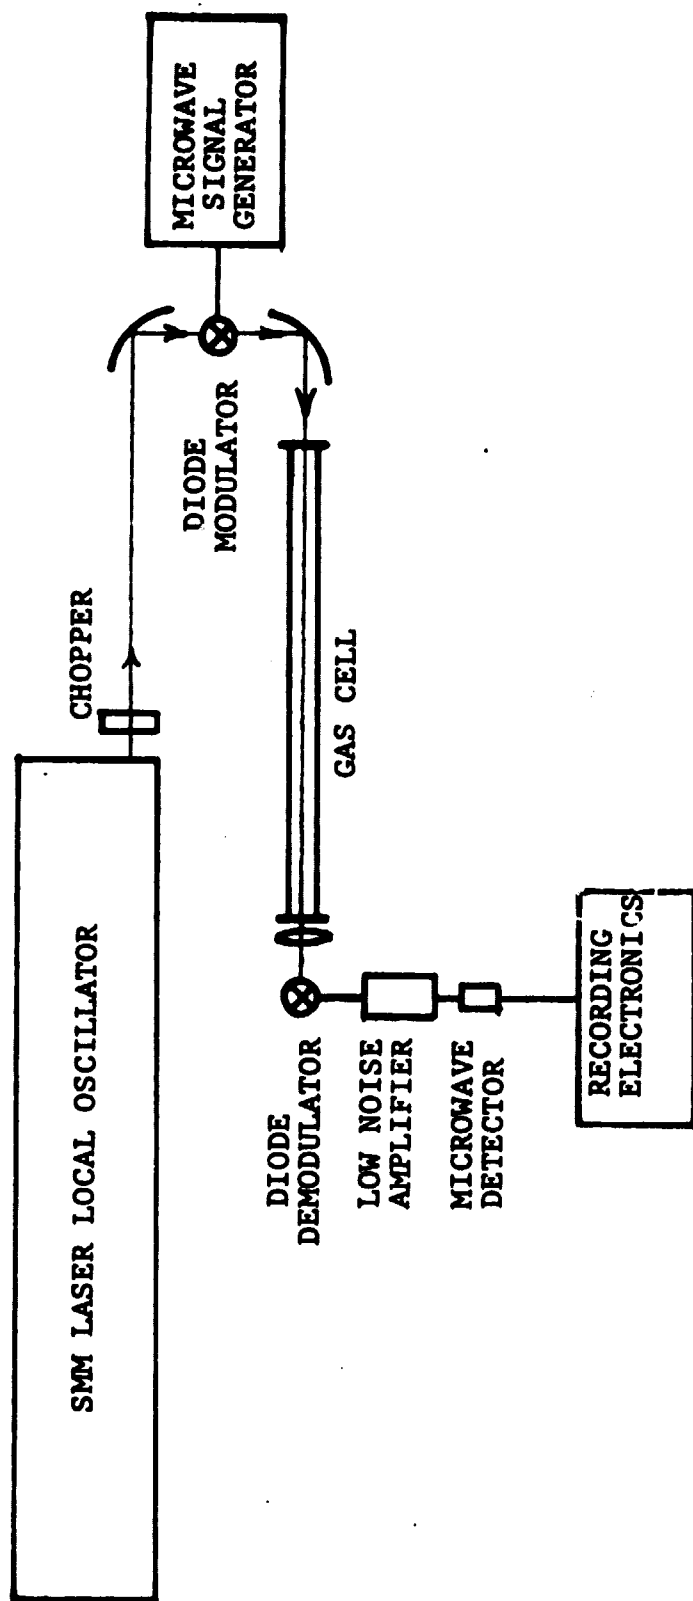 SMM LASER LOCAL OSCILLATOR
CHOPPER
MICROWAVE
SIGNAL
GENERATOR
DIODE
MODULATOR
GAS CELL
DIODE
DEMODULATOR
LOW NOISE
AMPLIFIER
MICROWAVE
DETECTOR
RECORDING
ELECTRONICS